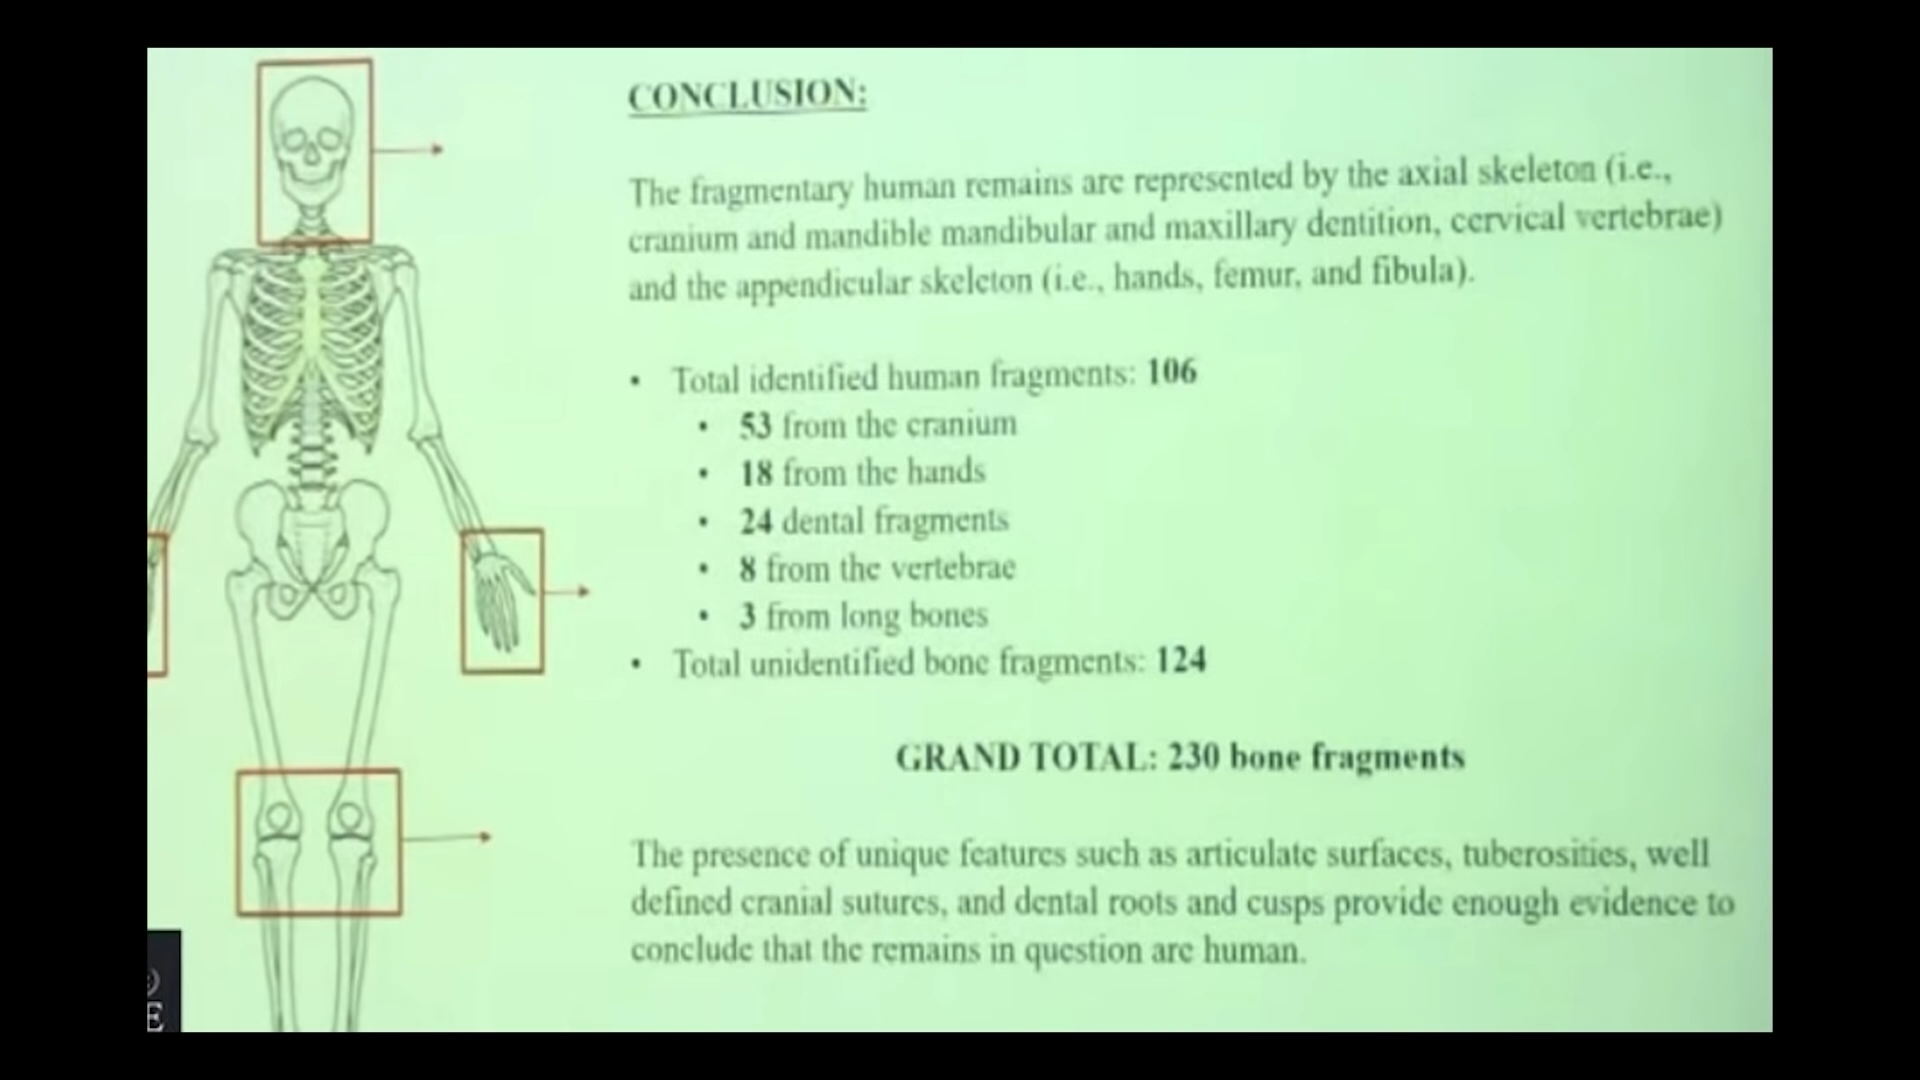 CONCLUSION:
The fragmentary human remains are represented by the axial skeleton (i.e.,
cranium and mandible mandibular and maxillary dentition, cervical vertebrae)
and the appendicular skeleton (i.e., hands, femur, and fibula).
• Total identified human fragments: 106
• 53 from the cranium
• 18 from the hands
• 24 dental fragments
• 8 from the vertebrae
• 3 from long bones
• Total unidentified bone fragments: 124
GRAND TOTAL: 230 bone fragments
The presence of unique features such as articulate surfaces, tuberosities, well
defined cranial sutures, and dental roots and cusps provide enough evidence to
conclude that the remains in question are human.
E